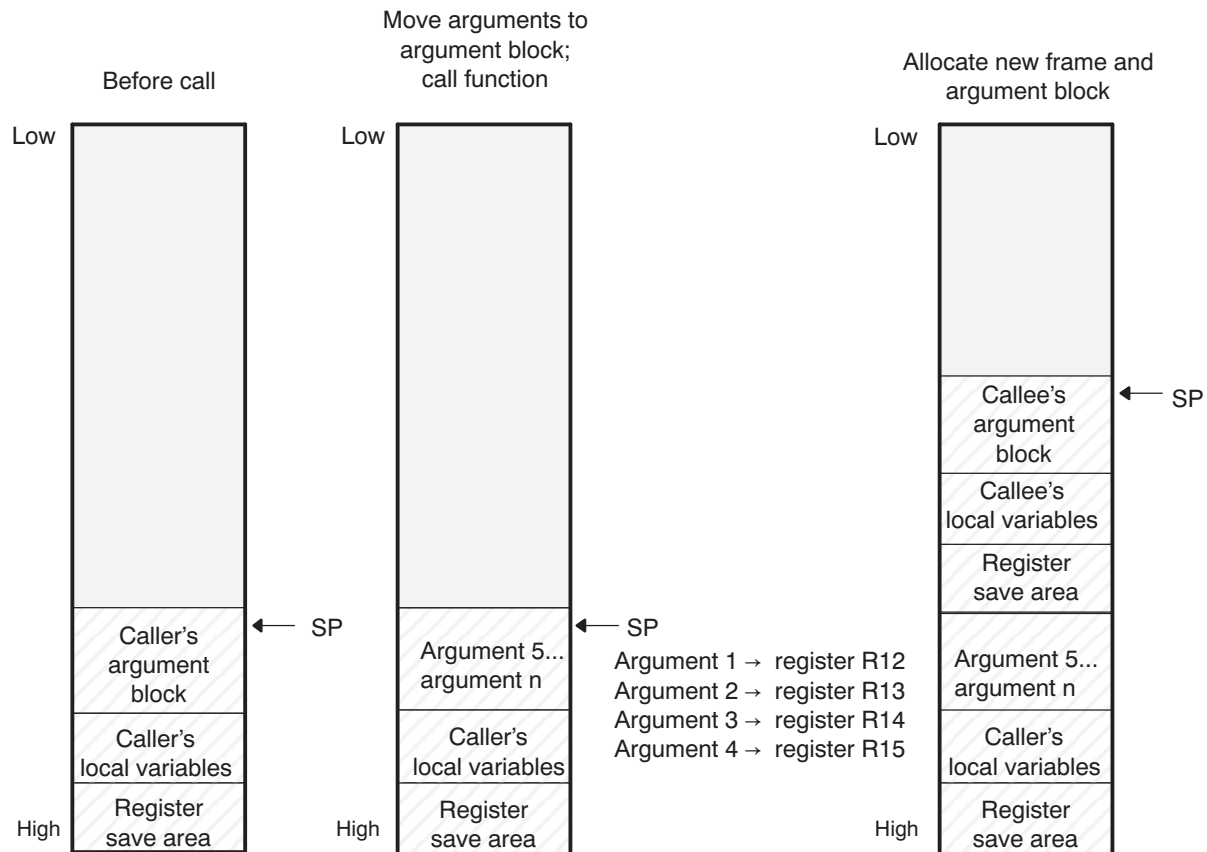 Before call
Low
Caller's
argument
block
Caller's
local variables
Register
save area
High
SP
Move arguments to
argument block;
call function
Low
Argument 5...
argument n
Caller's
local variables
Register
save area
High
SP
Argument 1 → register R12
Argument 2 → register R13
Argument 3 → register R14
Argument 4 → register R15
Allocate new frame and
argument block
Low
Callee's
argument
block
Callee's
local variables
Register
save area
Argument 5...
argument n
Caller's
local variables
Register
save area
High
SP